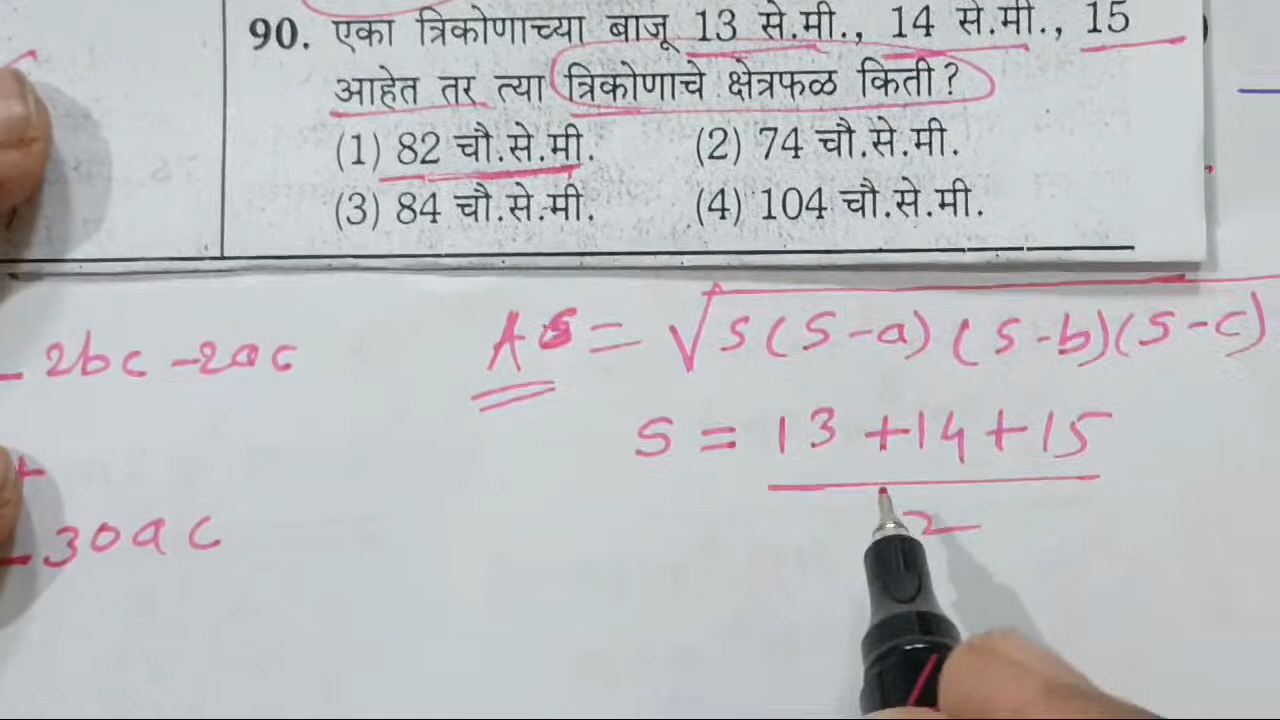 90. एका त्रिकोणाच्या बाजू 13 से.मी., 14 से.मी., 15
आहेत तर त्या त्रिकोणाचे क्षेत्रफळ किती?
(1) 82 चौ.से.मी. (2) 74 चौ.से.मी.
(3) 84 चौ.से.मी. (4) 104 चौ.से.मी.
A = √s(s-a)(s-b)(s-c)
- 2bc - 2ac
s = 13 + 14 + 15
2
+
- 30ac